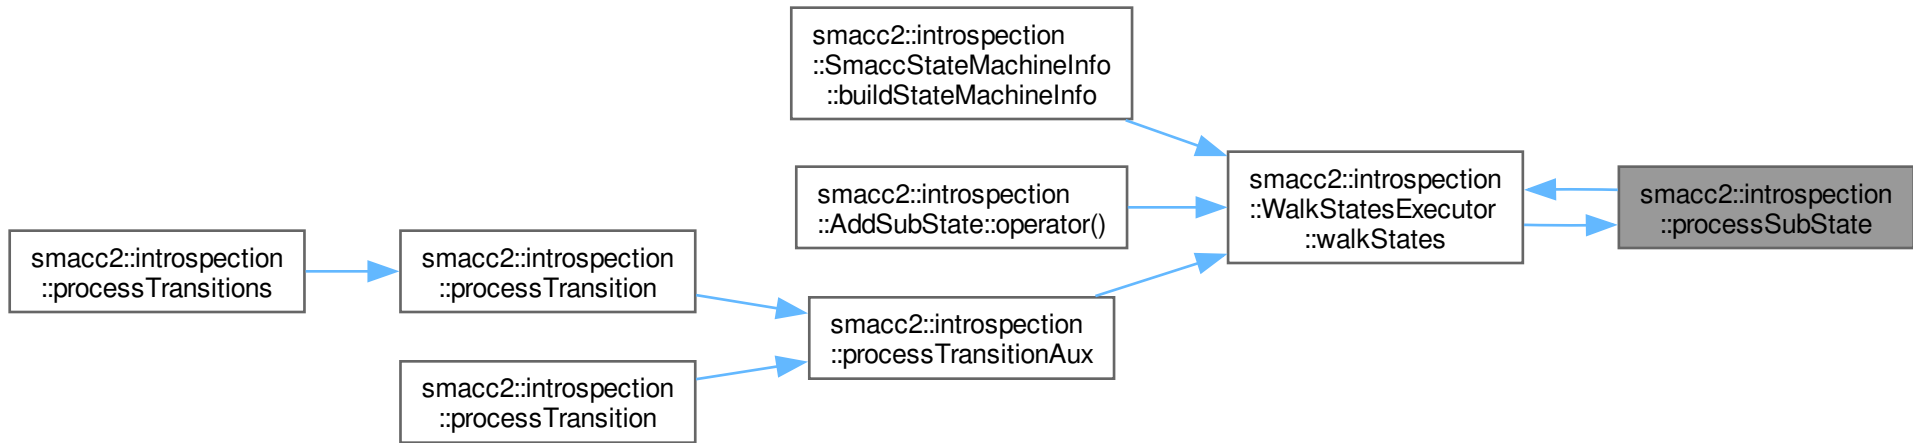 smacc2::introspection
::SmaccStateMachineInfo
::buildStateMachineInfo
smacc2::introspection
::AddSubState::operator()
smacc2::introspection
::WalkStatesExecutor
::walkStates
smacc2::introspection
::processSubState
smacc2::introspection
::processTransitions
smacc2::introspection
::processTransition
smacc2::introspection
::processTransitionAux
smacc2::introspection
::processTransition